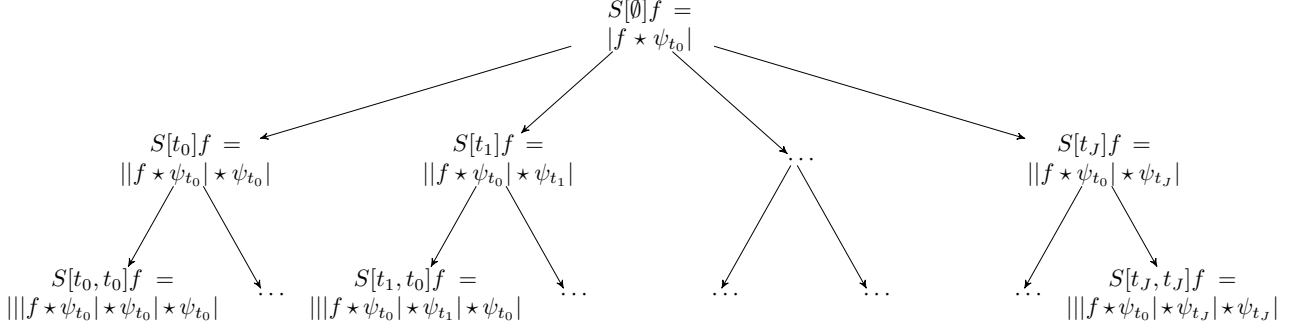 S[∅]f =
|f ⋆ ψ_{t_0}|
S[t_0]f =
||f ⋆ ψ_{t_0}| ⋆ ψ_{t_0}|
S[t_1]f =
||f ⋆ ψ_{t_0}| ⋆ ψ_{t_1}|
...
S[t_J]f =
||f ⋆ ψ_{t_0}| ⋆ ψ_{t_J}|
S[t_0, t_0]f =
|||f ⋆ ψ_{t_0}| ⋆ ψ_{t_0}| ⋆ ψ_{t_0}|
...
S[t_1, t_0]f =
|||f ⋆ ψ_{t_0}| ⋆ ψ_{t_1}| ⋆ ψ_{t_0}|
...
...
...
...
S[t_J, t_J]f =
|||f ⋆ ψ_{t_0}| ⋆ ψ_{t_J}| ⋆ ψ_{t_J}|